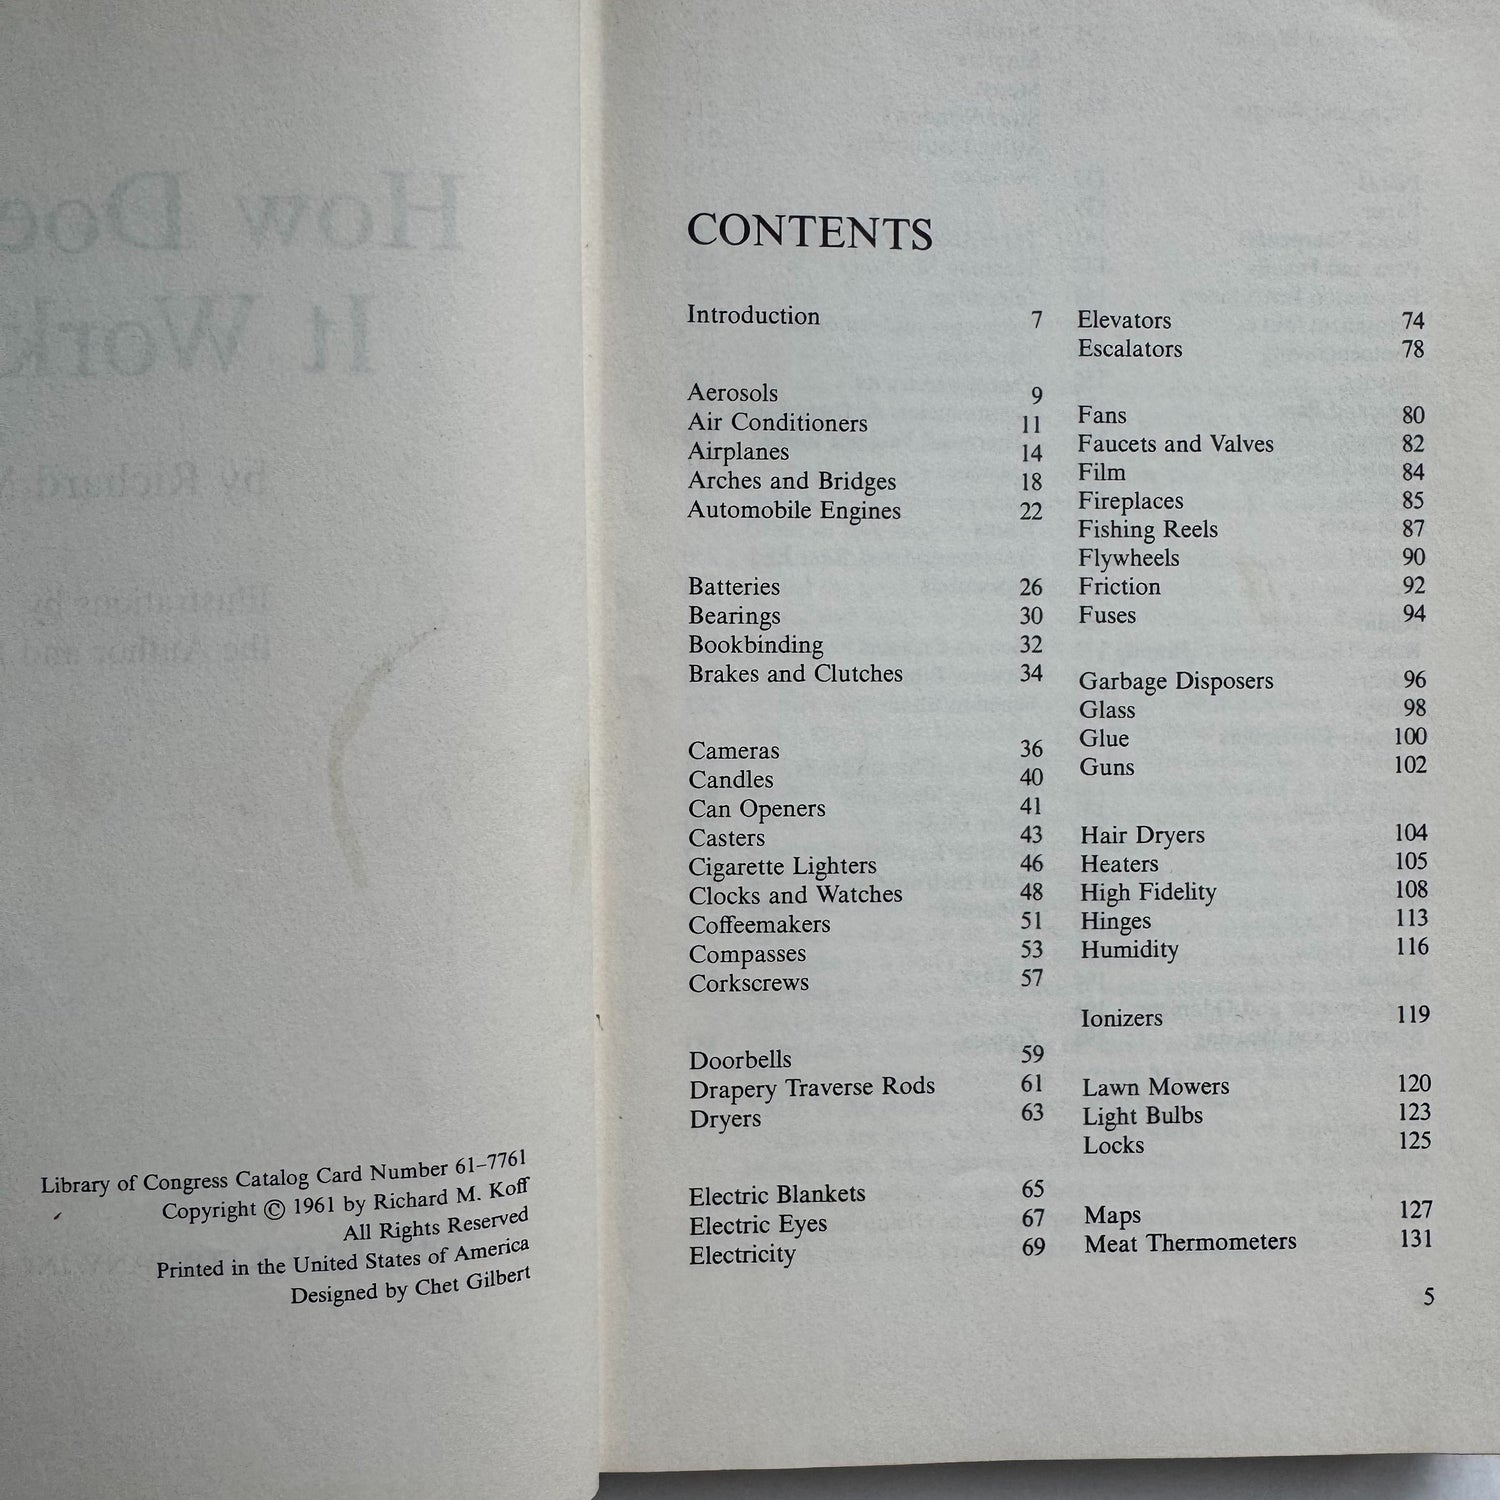 How Doe
It Work
by Richard
Illustrations by
the Author and
Library of Congress Catalog Card Number 61–7761
Copyright © 1961 by Richard M. Koff
All Rights Reserved
Printed in the United States of America
Designed by Chet Gilbert
CONTENTS
Introduction 7
Aerosols 9
Air Conditioners 11
Airplanes 14
Arches and Bridges 18
Automobile Engines 22
Batteries 26
Bearings 30
Bookbinding 32
Brakes and Clutches 34
Cameras 36
Candles 40
Can Openers 41
Casters 43
Cigarette Lighters 46
Clocks and Watches 48
Coffeemakers 51
Compasses 53
Corkscrews 57
Doorbells 59
Drapery Traverse Rods 61
Dryers 63
Electric Blankets 65
Electric Eyes 67
Electricity 69
Elevators 74
Escalators 78
Fans 80
Faucets and Valves 82
Film 84
Fireplaces 85
Fishing Reels 87
Flywheels 90
Friction 92
Fuses 94
Garbage Disposers 96
Glass 98
Glue 100
Guns 102
Hair Dryers 104
Heaters 105
High Fidelity 108
Hinges 113
Humidity 116
Ionizers 119
Lawn Mowers 120
Light Bulbs 123
Locks 125
Maps 127
Meat Thermometers 131
5